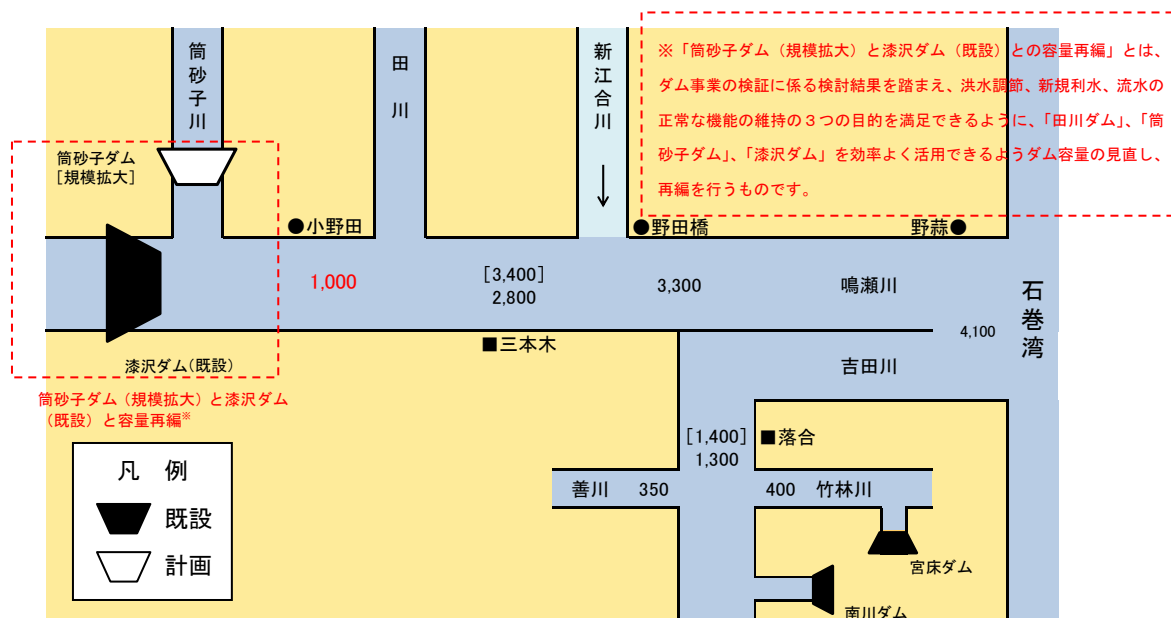 筒砂子川
田川
新江合川
※「筒砂子ダム（規模拡大）と漆沢ダム（既設）との容量再編」とは、
ダム事業の検証に係る検討結果を踏まえ、洪水調節、新規利水、流水の
正常な機能の維持の３つの目的を満足できるように、「田川ダム」、「筒
砂子ダム」、「漆沢ダム」を効率よく活用できるようダム容量の見直し、
再編を行うものです。
筒砂子ダム
［規模拡大］
●小野田
●野田橋
野蒜●
1,000
[3,400]
2,800
3,300
鳴瀬川
石巻湾
4,100
■三本木
漆沢ダム(既設)
吉田川
筒砂子ダム（規模拡大）と漆沢ダム
（既設）と容量再編※
[1,400]
1,300
■落合
凡　例
既設
計画
善川
350
400
竹林川
宮床ダム
南川ダム